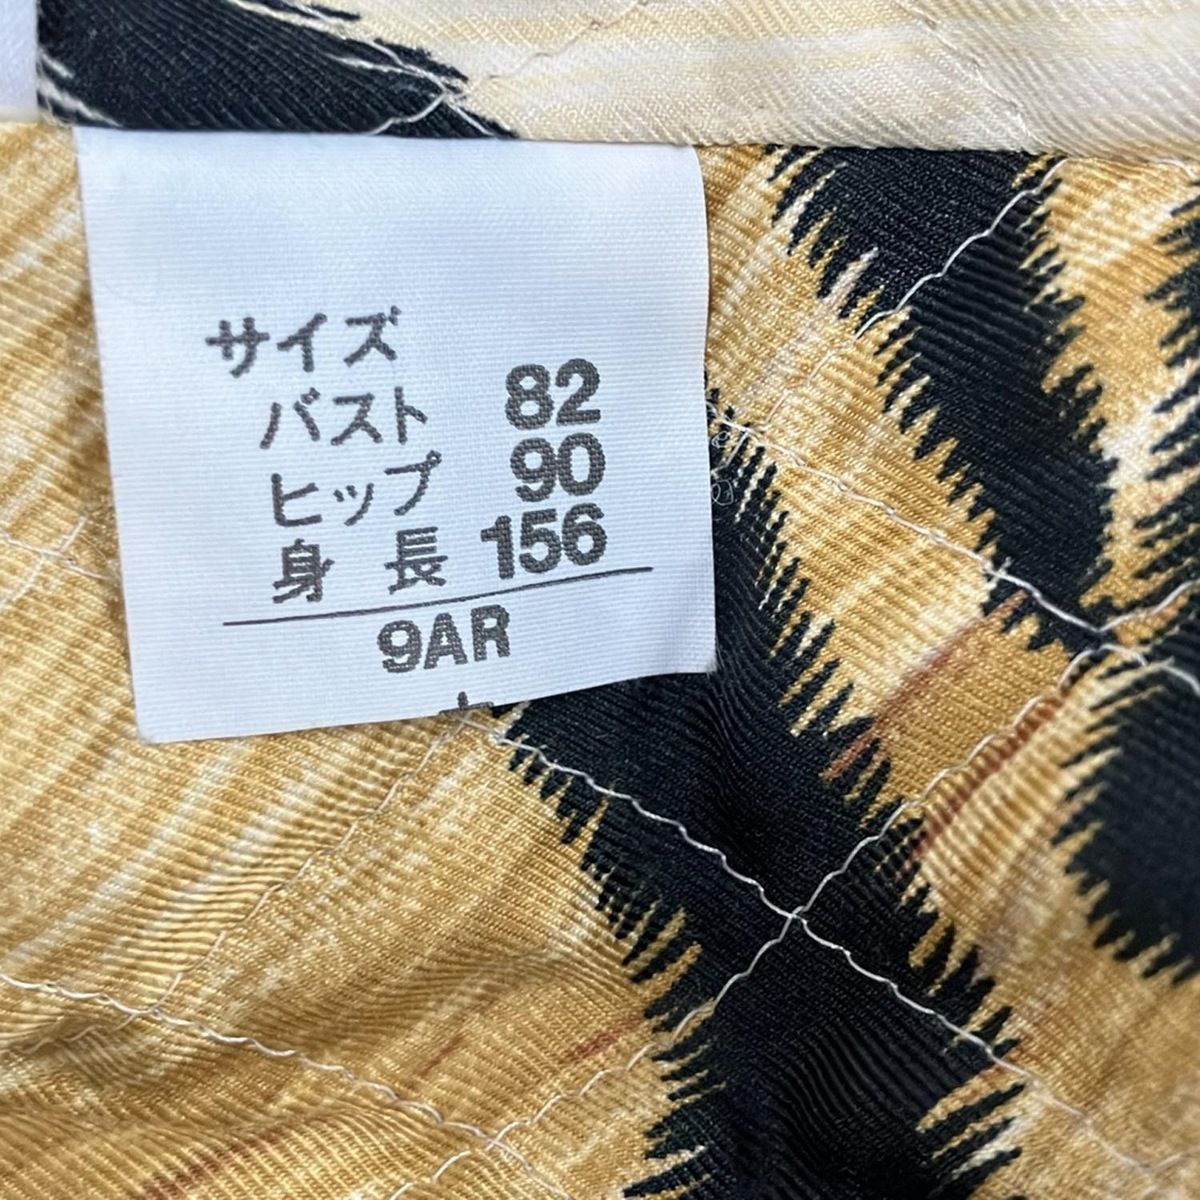 サイズ
バスト 82
ヒップ 90
身長 156
9AR